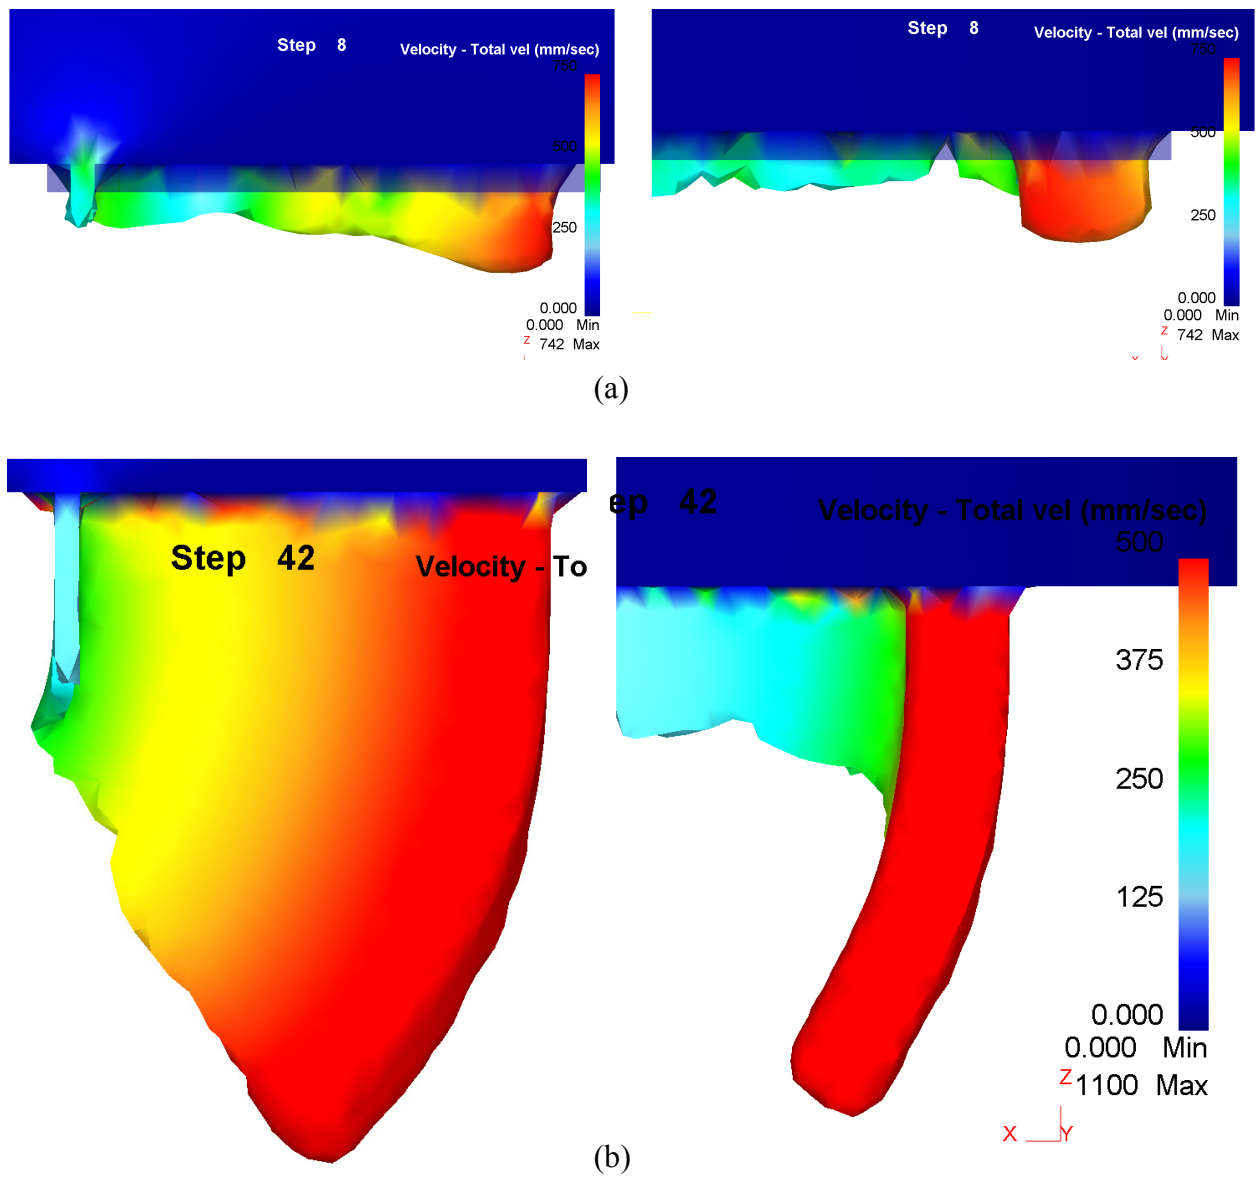 Step 8
Velocity - Total vel (mm/sec)
750
500
250
0.000
0.000 Min
Z 742 Max
Step 8
Velocity - Total vel (mm/sec)
750
500
250
0.000
0.000 Min
Z 742 Max
(a)
Step 42
Velocity - To
ep 42
Velocity - Total vel (mm/sec)
500
375
250
125
0.000
0.000 Min
Z 1100 Max
X Y
(b)